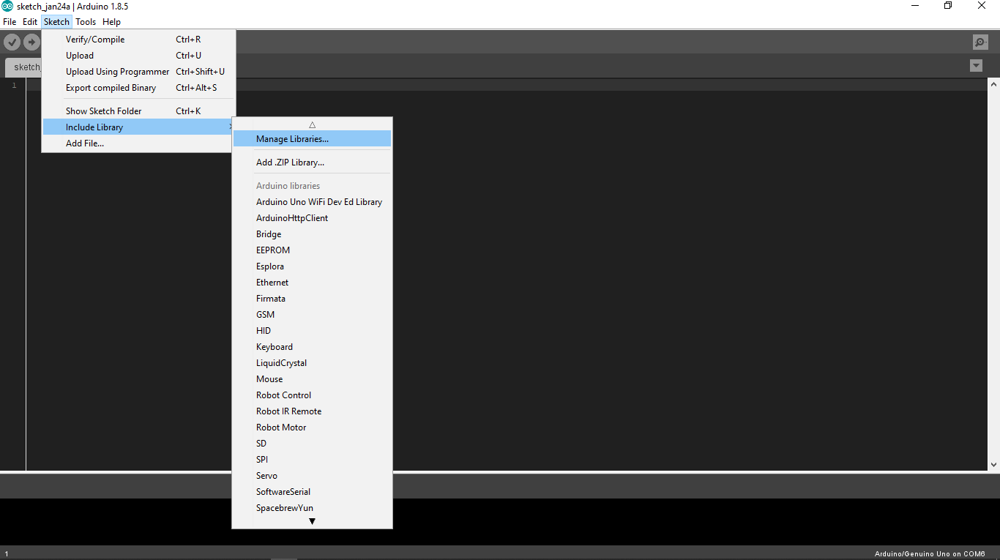 sketch_jan24a | Arduino 1.8.5
File Edit Sketch Tools Help
Verify/Compile Ctrl+R
Upload Ctrl+U
Upload Using Programmer Ctrl+Shift+U
Export compiled Binary Ctrl+Alt+S
Show Sketch Folder Ctrl+K
Include Library
Add File...
sketch_
1
Manage Libraries...
Add .ZIP Library...
Arduino libraries
Arduino Uno WiFi Dev Ed Library
ArduinoHttpClient
Bridge
EEPROM
Esplora
Ethernet
Firmata
GSM
HID
Keyboard
LiquidCrystal
Mouse
Robot Control
Robot IR Remote
Robot Motor
SD
SPI
Servo
SoftwareSerial
SpacebrewYun
1 Arduino/Genuino Uno on COM6